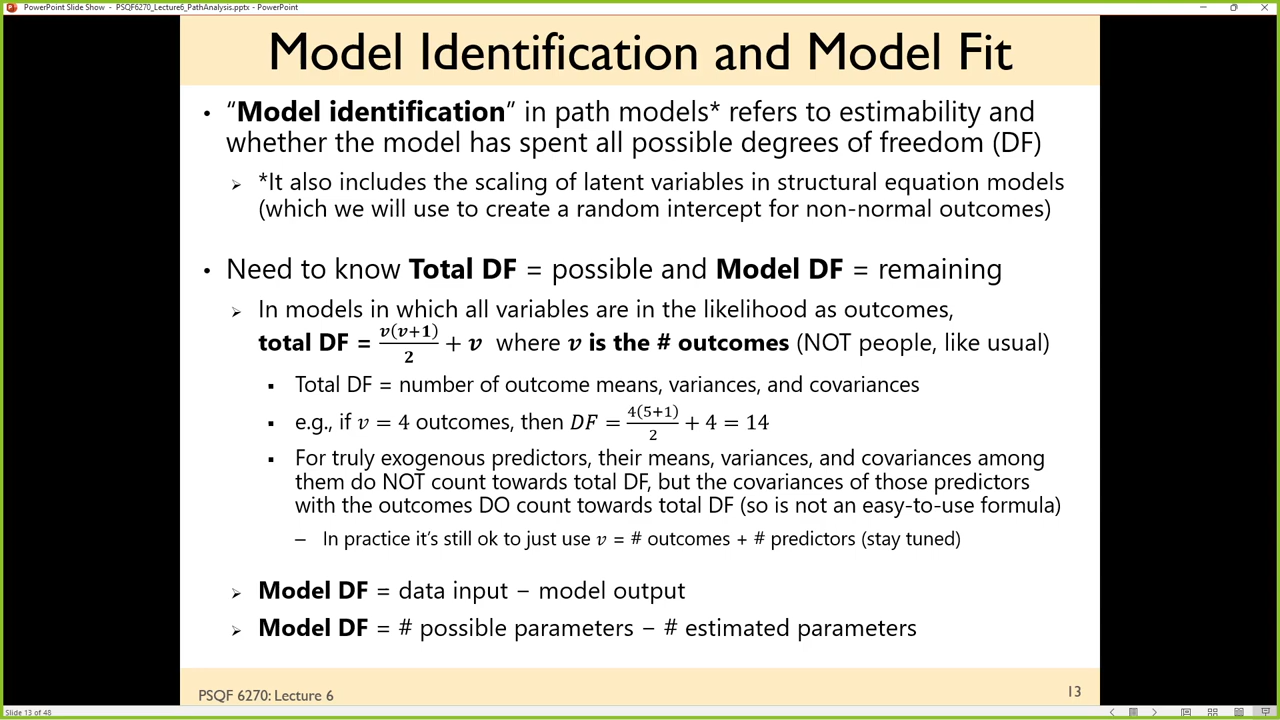 PowerPoint Slide Show - PSQF6270_Lecture6_PathAnalysis.pptx - PowerPoint
Model Identification and Model Fit
• “Model identification” in path models* refers to estimability and
whether the model has spent all possible degrees of freedom (DF)
➢ *It also includes the scaling of latent variables in structural equation models
(which we will use to create a random intercept for non-normal outcomes)
• Need to know Total DF = possible and Model DF = remaining
➢ In models in which all variables are in the likelihood as outcomes,
total DF = v(v+1)/2 + v where v is the # outcomes (NOT people, like usual)
▪ Total DF = number of outcome means, variances, and covariances
▪ e.g., if v = 4 outcomes, then DF = 4(5+1)/2 + 4 = 14
▪ For truly exogenous predictors, their means, variances, and covariances among
them do NOT count towards total DF, but the covariances of those predictors
with the outcomes DO count towards total DF (so is not an easy-to-use formula)
– In practice it’s still ok to just use v = # outcomes + # predictors (stay tuned)
➢ Model DF = data input − model output
➢ Model DF = # possible parameters − # estimated parameters
PSQF 6270: Lecture 6
13
Slide 13 of 48